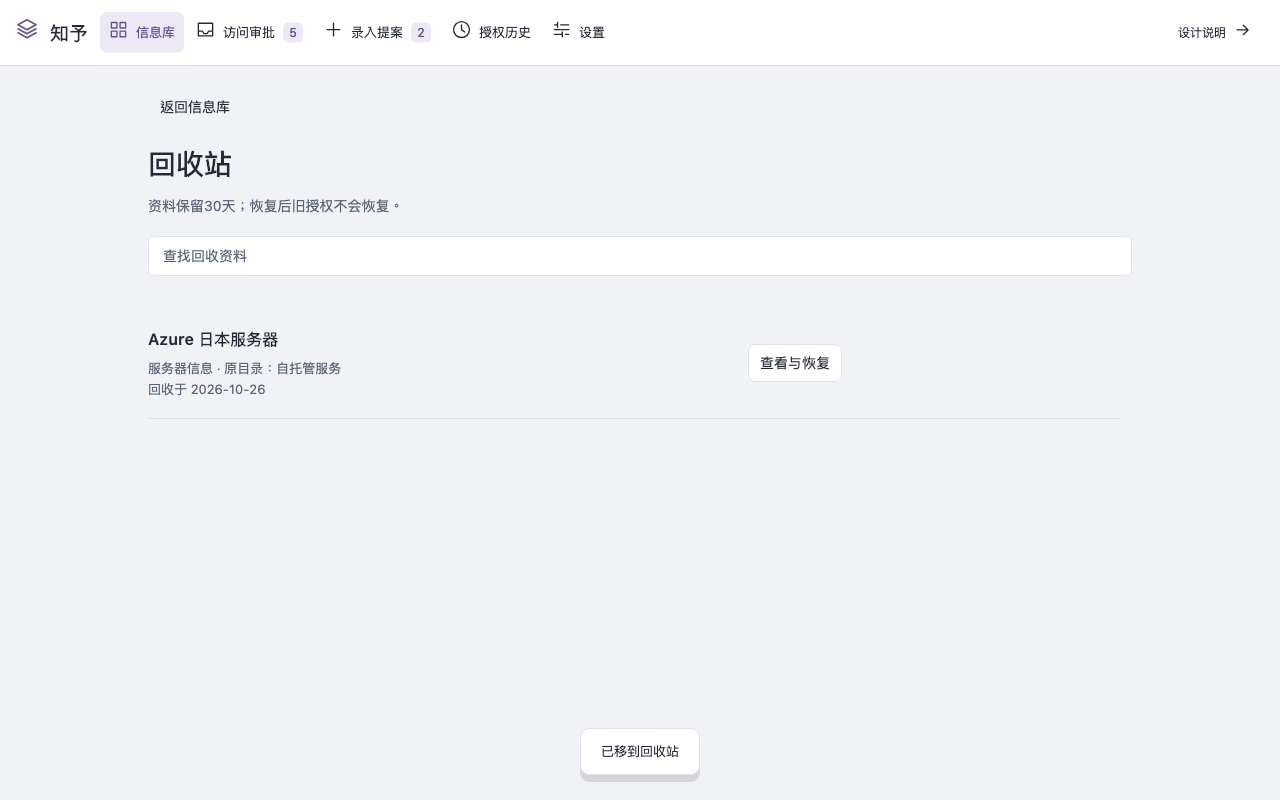 知予
信息库
访问审批 5
录入提案 2
授权历史
设置
设计说明
返回信息库
回收站
资料保留30天；恢复后旧授权不会恢复。
查找回收资料
Azure 日本服务器
服务器信息 · 原目录：自托管服务
回收于 2026-10-26
查看与恢复
已移到回收站